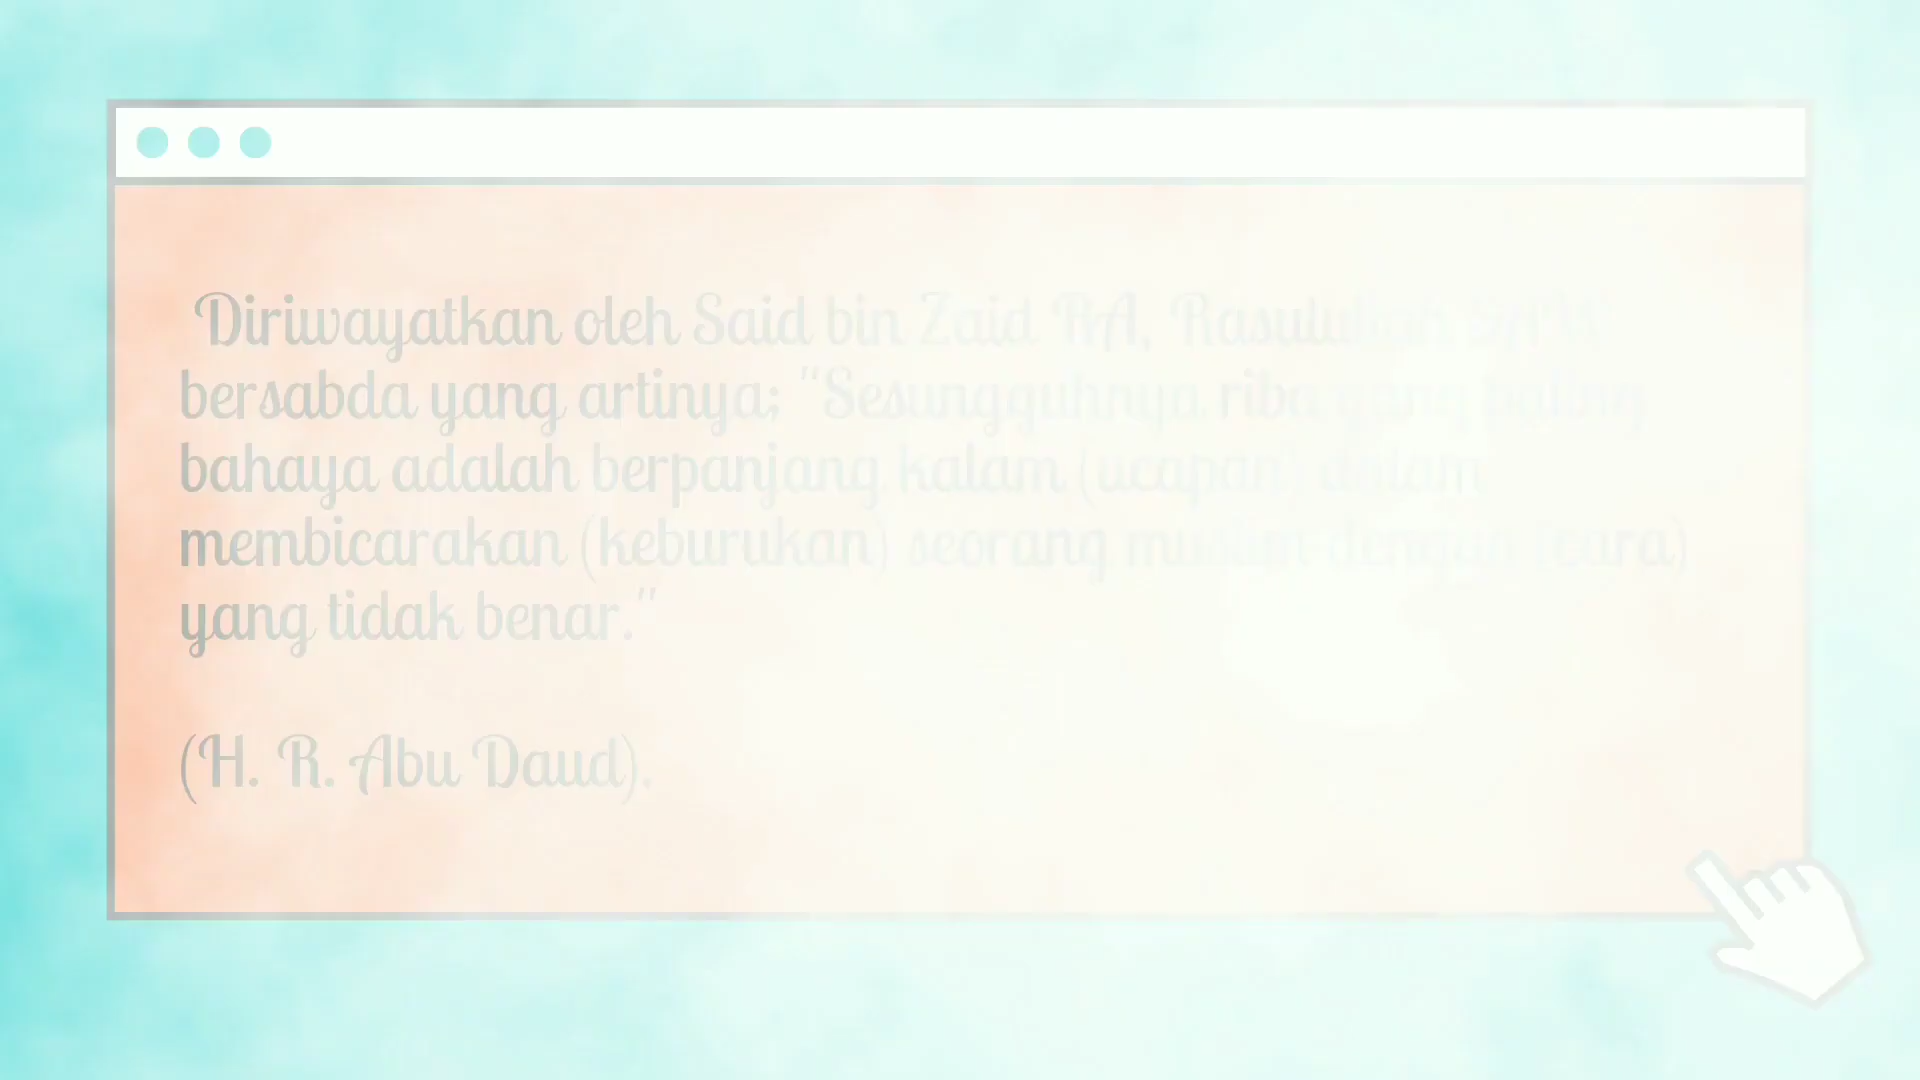 Diriwayatkan oleh Said bin Zaid RA, Rasulullah SAW
bersabda yang artinya; "Sesungguhnya riba yang paling
bahaya adalah berpanjang kalam (ucapan) dalam
membicarakan (keburukan) seorang muslim dengan (cara)
yang tidak benar."
(H. R. Abu Daud).